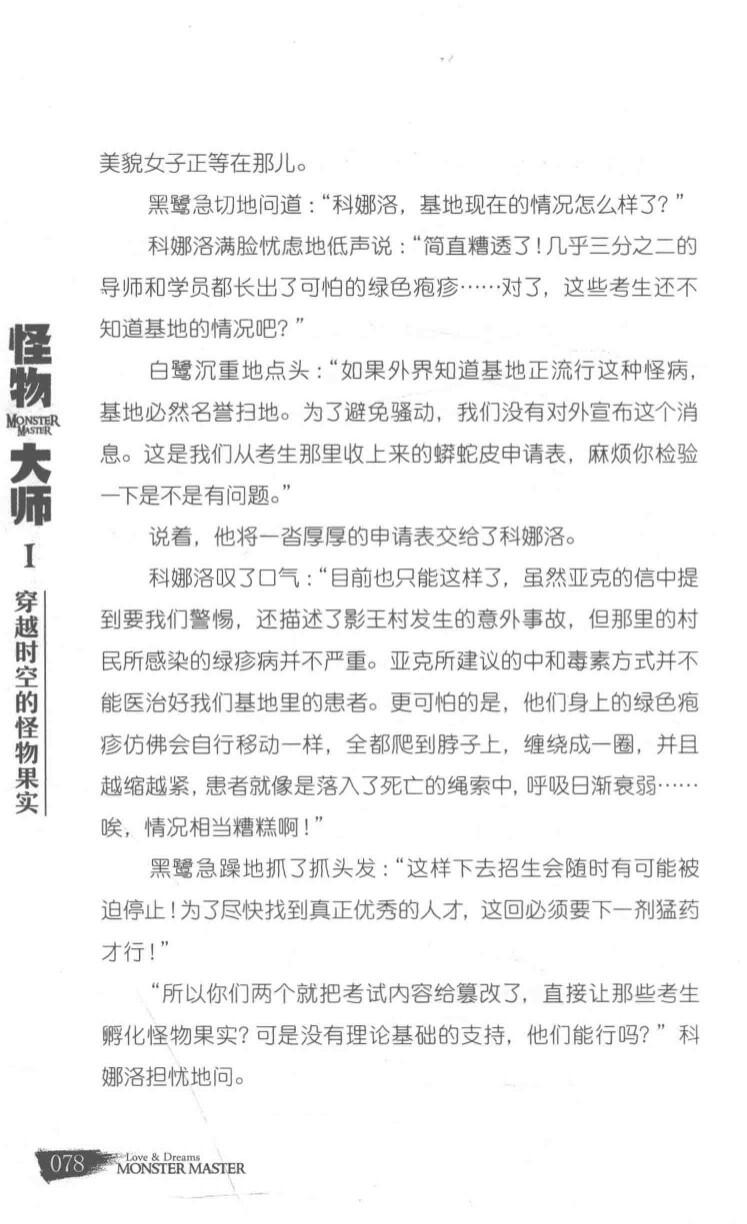 美貌女子正等在那儿。
黑鹭急切地问道：“科娜洛，基地现在的情况怎么样了？”
科娜洛满脸忧虑地低声说：“简直糟透了！几乎三分之二的
导师和学员都长出了可怕的绿色疱疹……对了，这些考生还不
知道基地的情况吧？”
白鹭沉重地点头：“如果外界知道基地正流行这种怪病，
基地必然名誉扫地。为了避免骚动，我们没有对外宣布这个消
息。这是我们从考生那里收上来的蟒蛇皮申请表，麻烦你检验
一下是不是有问题。”
说着，他将一沓厚厚的申请表交给了科娜洛。
科娜洛叹了口气：“目前也只能这样了，虽然亚克的信中提
到要我们警惕，还描述了影王村发生的意外事故，但那里的村
民所感染的绿疹病并不严重。亚克所建议的中和毒素方式并不
能医治好我们基地里的患者。更可怕的是，他们身上的绿色疱
疹仿佛会自行移动一样，全都爬到脖子上，缠绕成一圈，并且
越缩越紧，患者就像是落入了死亡的绳索中，呼吸日渐衰弱……
唉，情况相当糟糕啊！”
黑鹭急躁地抓了抓头发：“这样下去招生会随时有可能被
迫停止！为了尽快找到真正优秀的人才，这回必须要下一剂猛药
才行！”
“所以你们两个就把考试内容给篡改了，直接让那些考生
孵化怪物果实？可是没有理论基础的支持，他们能行吗？”科
娜洛担忧地问。
怪物
MONSTER
MASTER
大师
I
穿越时空的怪物果实
078
Love & Dreams
MONSTER MASTER